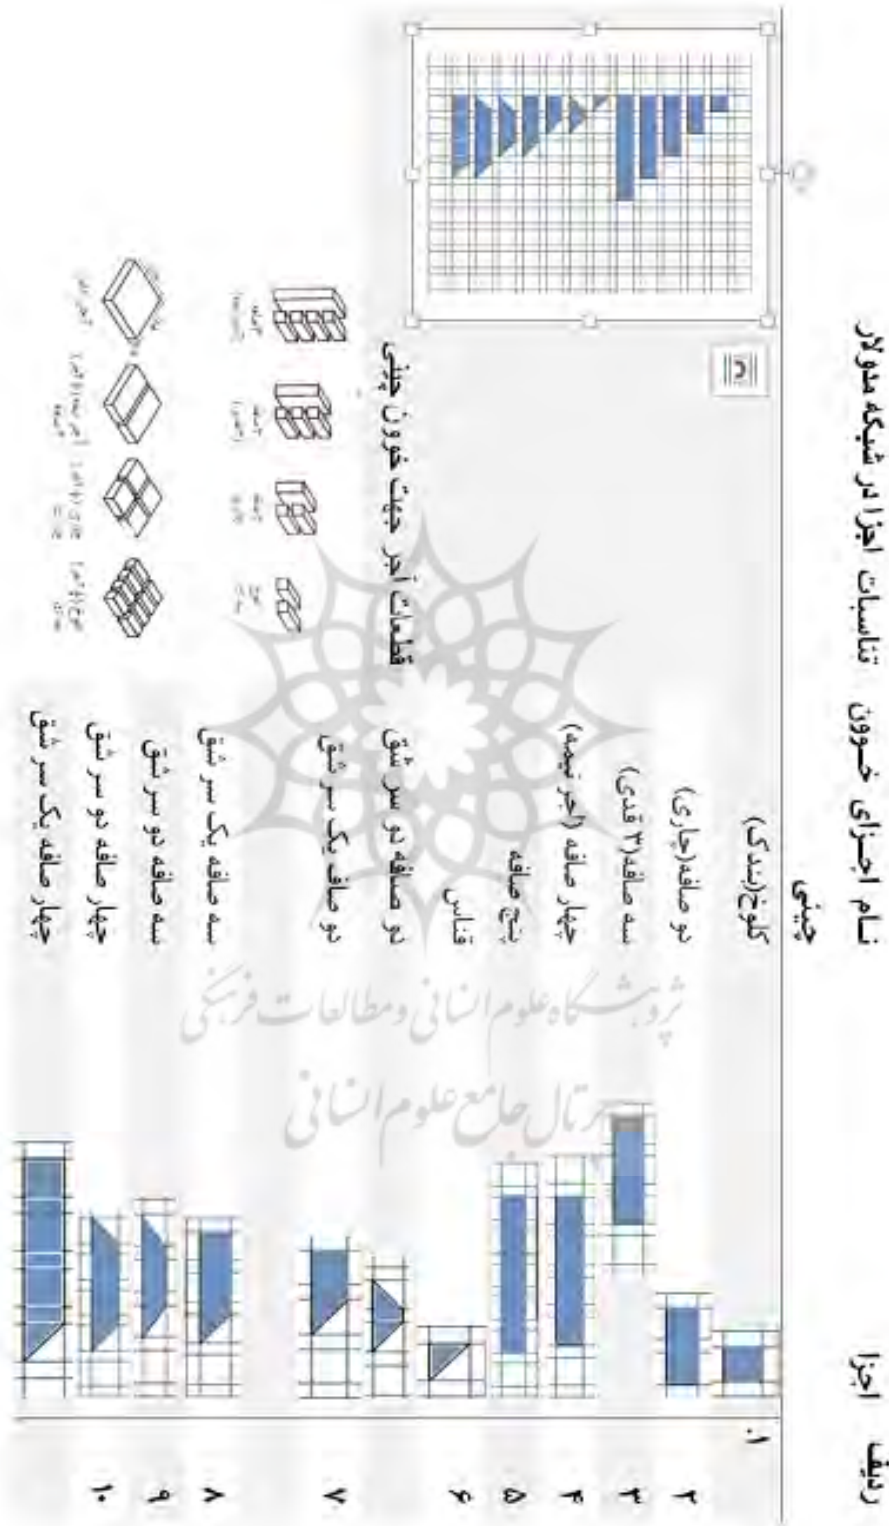 ردیف اجزا نام اجزای خوون چینی تناسبات اجزا در شبکه مدولار
۱. کلوخ(بندک)
۲ دو صافه(چاری)
۳ سه صافه(۳ قدی)
۴ چهار صافه (اجر نیمه)
۵ پنج صافه
۶ قناس
دو صافه دو سر شق
۷ دو صاف یک سر شق
۸ سه صافه یک سر شق
۹ سه صافه دو سر شق
۱۰ چهار صافه دو سر شق
چهار صافه یک سر شق
قطعات آجر جهت خوون چینی
پژوهشگاه علوم انسانی و مطالعات فرهنگی
پرتال جامع علوم انسانی